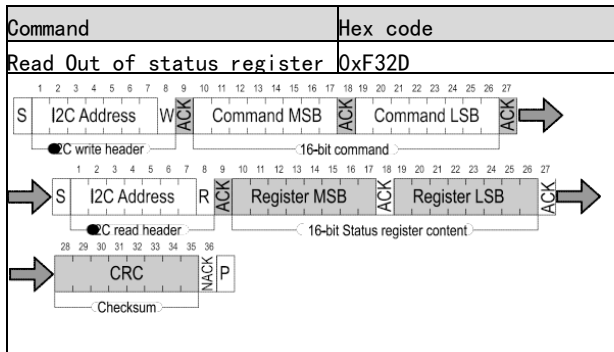 Command Hex code
Read Out of status register 0xF32D
1 2 3 4 5 6 7 8 9 10 11 12 13 14 15 16 17 18 19 20 21 22 23 24 25 26 27
S I2C Address W ACK Command MSB ACK Command LSB ACK
2C write header 16-bit command
1 2 3 4 5 6 7 8 9 10 11 12 13 14 15 16 17 18 19 20 21 22 23 24 25 26 27
S I2C Address R ACK Register MSB ACK Register LSB ACK
2C read header 16-bit Status register content
28 29 30 31 32 33 34 35 36
CRC NACK P
Checksum